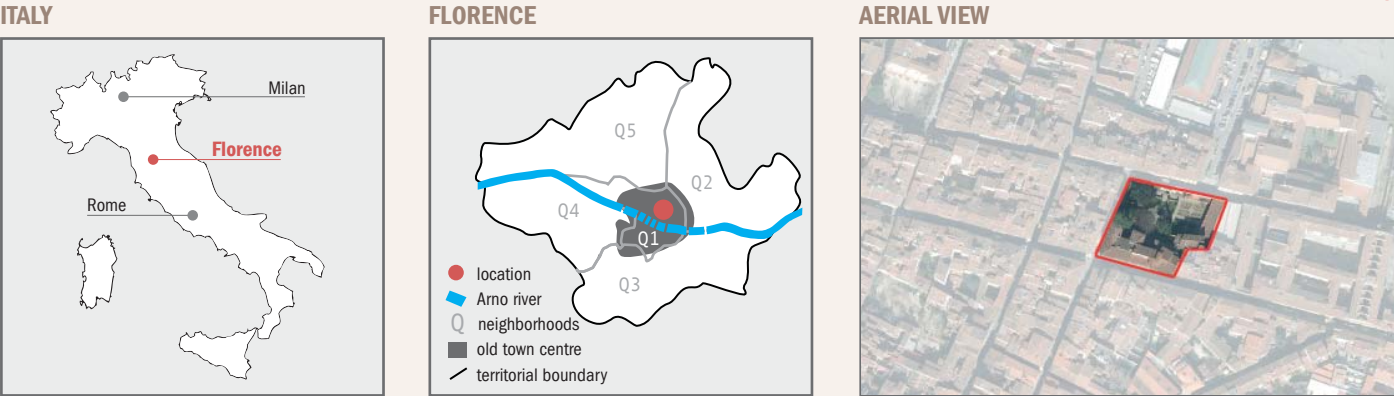 ITALY
Milan
Florence
Rome
FLORENCE
Q5
Q2
Q4
Q1
Q3
location
Arno river
Q neighborhoods
old town centre
territorial boundary
AERIAL VIEW